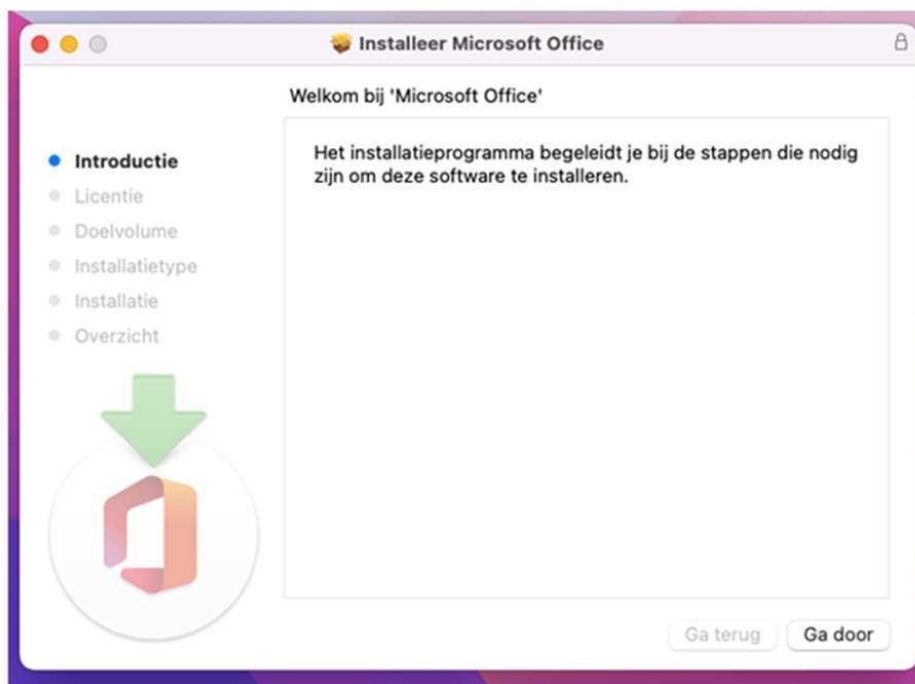 Installeer Microsoft Office
Welkom bij 'Microsoft Office'
Introductie
Licentie
Doelvolume
Installatietype
Installatie
Overzicht
Het installatieprogramma begeleidt je bij de stappen die nodig
zijn om deze software te installeren.
Ga terug
Ga door